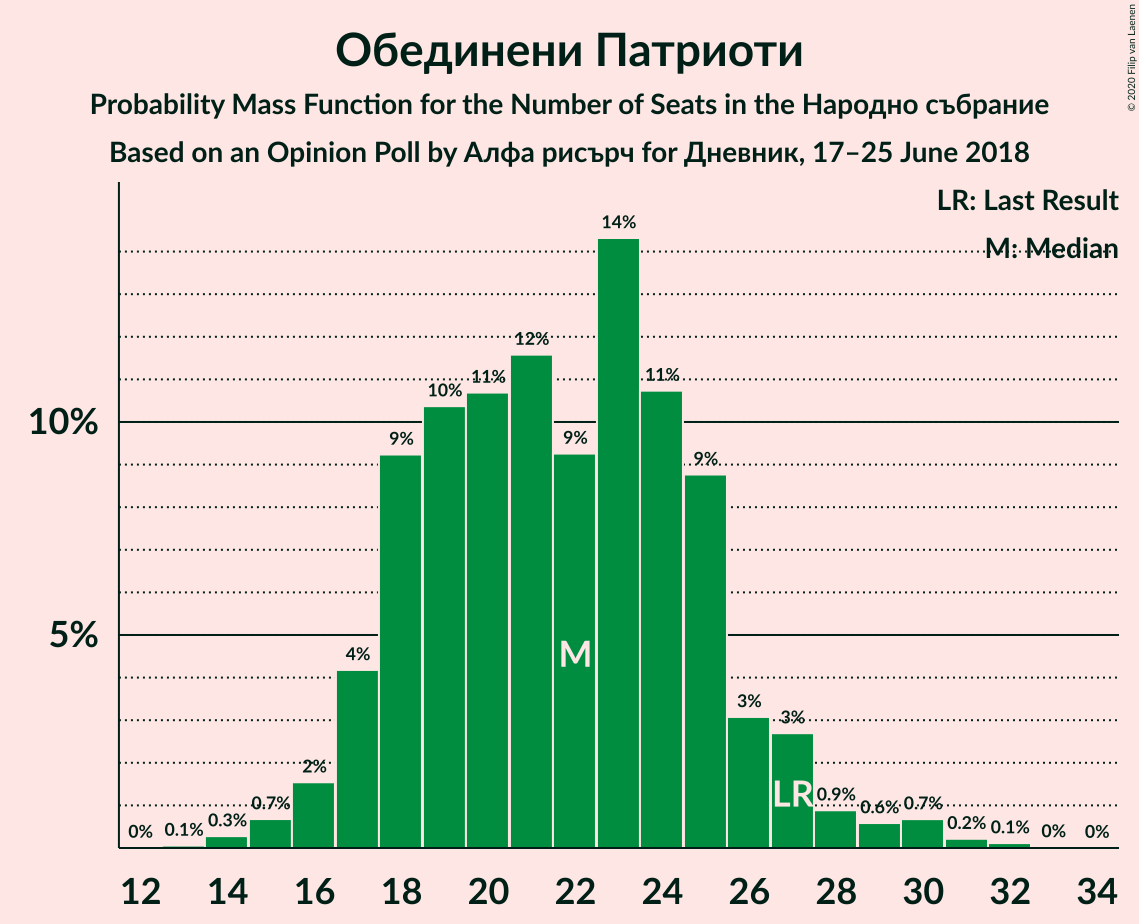 Обединени Патриоти
Probability Mass Function for the Number of Seats in the Народно събрание
Based on an Opinion Poll by Алфа рисърч for Дневник, 17–25 June 2018
© 2020 Filip van Laenen
LR: Last Result
M: Median
14%
12%
11%
11%
10%
10%
9%
9%
9%
5%
M
4%
3%
3%
2%
LR
0.9%
0.7%
0.7%
0.6%
0.3%
0.2%
0%
0.1%
0.1%
0%
0%
12 14 16 18 20 22 24 26 28 30 32 34